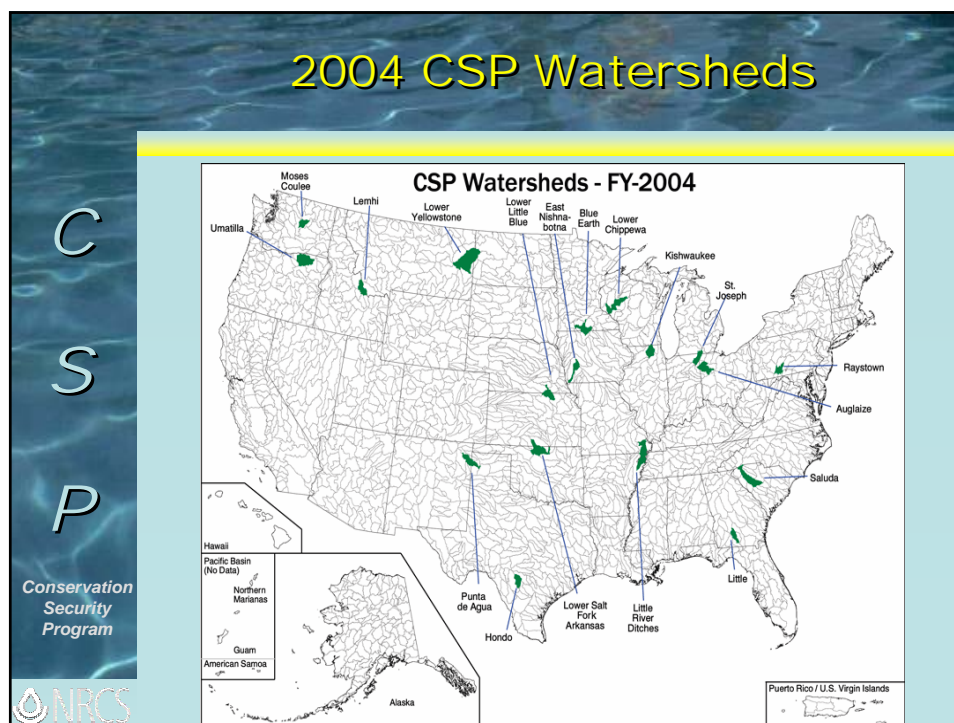 2004 CSP Watersheds
C
S
P
Conservation
Security
Program
NRCS
CSP Watersheds - FY-2004
Moses
Coulee
Umatilla
Lemhi
Lower
Yellowstone
Lower
Little
Blue
East
Nishna-
botna
Blue
Earth
Lower
Chippewa
Kishwaukee
St.
Joseph
Raystown
Auglaize
Saluda
Little
Little
River
Ditches
Lower Salt
Fork
Arkansas
Hondo
Punta
de Agua
Hawaii
Pacific Basin
(No Data)
Northern
Marianas
Guam
American Samoa
Alaska
Puerto Rico / U.S. Virgin Islands